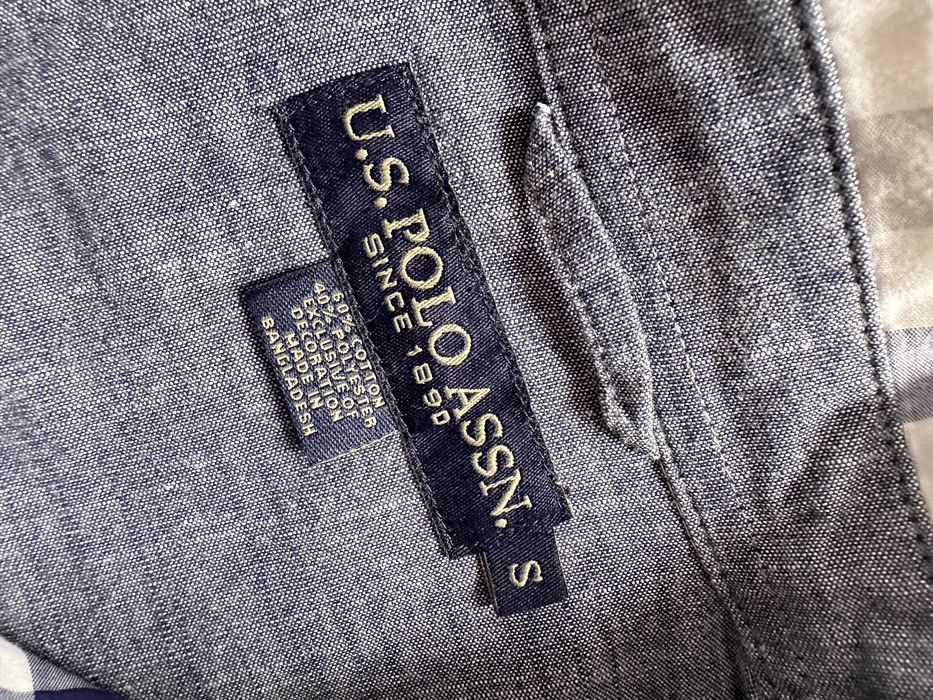 U.S. POLO ASSN.
SINCE 1890
S
60% COTTON
40% POLYESTER
EXCLUSIVE OF
DECORATION
MADE IN
BANGLADESH